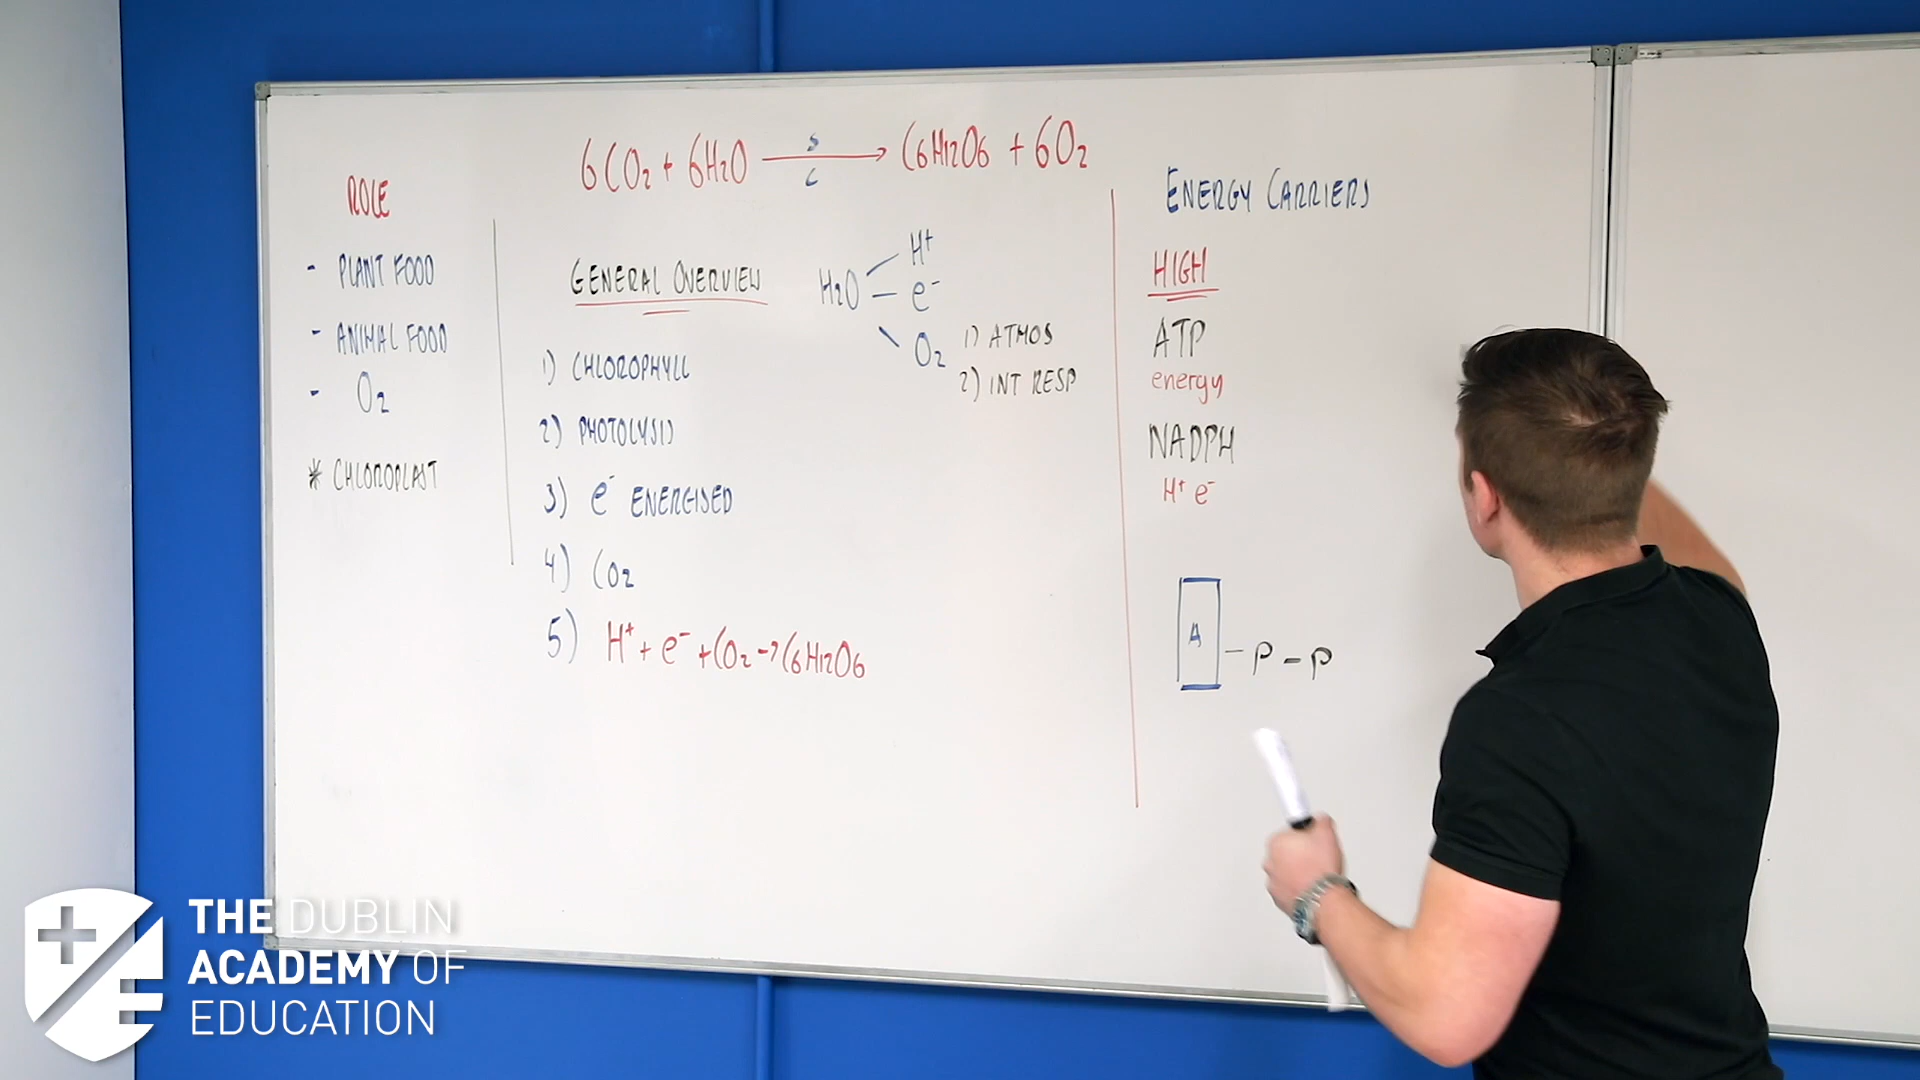 6CO2 + 6H2O → C6H12O6 + 6O2
S
C
ROLE
- PLANT FOOD
- ANIMAL FOOD
- O2
* CHLOROPLAST
GENERAL OVERVIEW
1) CHLOROPHYLL
2) PHOTOLYSIS
3) e⁻ ENERGISED
4) CO2
5) H⁺ + e⁻ + CO2 → C6H12O6
H2O
H⁺
e⁻
O2
1) ATMOS
2) INT RESP
ENERGY CARRIERS
HIGH
ATP
energy
NADPH
H⁺ e⁻
A - P - P
THE DUBLIN
ACADEMY OF
EDUCATION